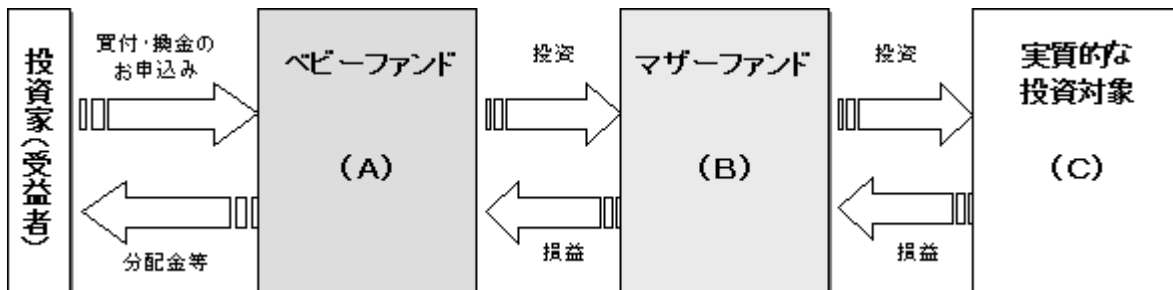 投資家(受益者)
買付・換金の
お申込み
分配金等
ベビーファンド
(A)
投資
損益
マザーファンド
(B)
投資
損益
実質的な
投資対象
(C)